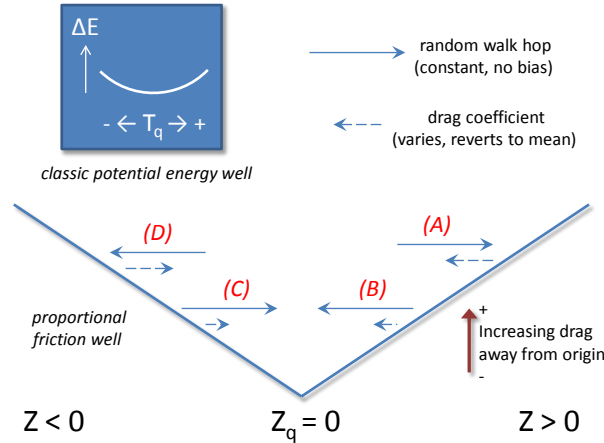 ΔE
- ← Tq → +
classic potential energy well
random walk hop
(constant, no bias)
drag coefficient
(varies, reverts to mean)
(D)
(A)
(C)
(B)
proportional
friction well
+
Increasing drag
away from origin
-
Z < 0
Zq = 0
Z > 0